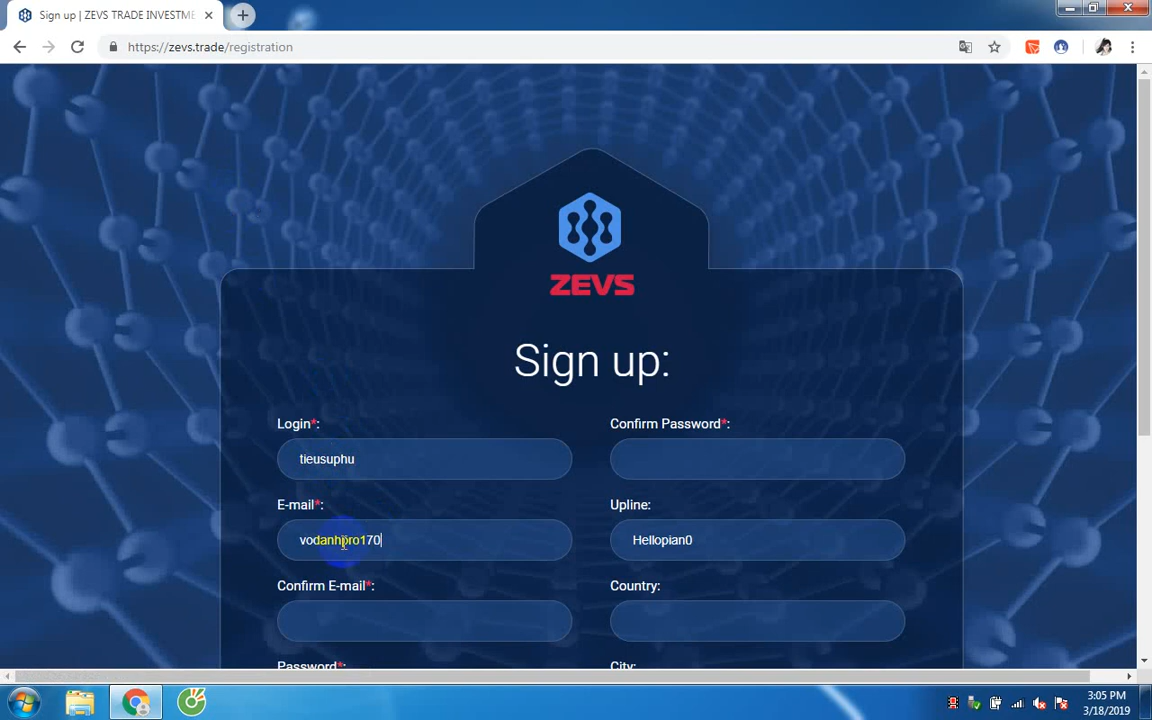 Sign up | ZEVS TRADE INVESTME
https://zevs.trade/registration
ZEVS
Sign up:
Login*:
Confirm Password*:
tieusuphu
E-mail*:
Upline:
vodanhpro170
Hellopian0
Confirm E-mail*:
Country:
Password*:
City:
3:05 PM
3/18/2019